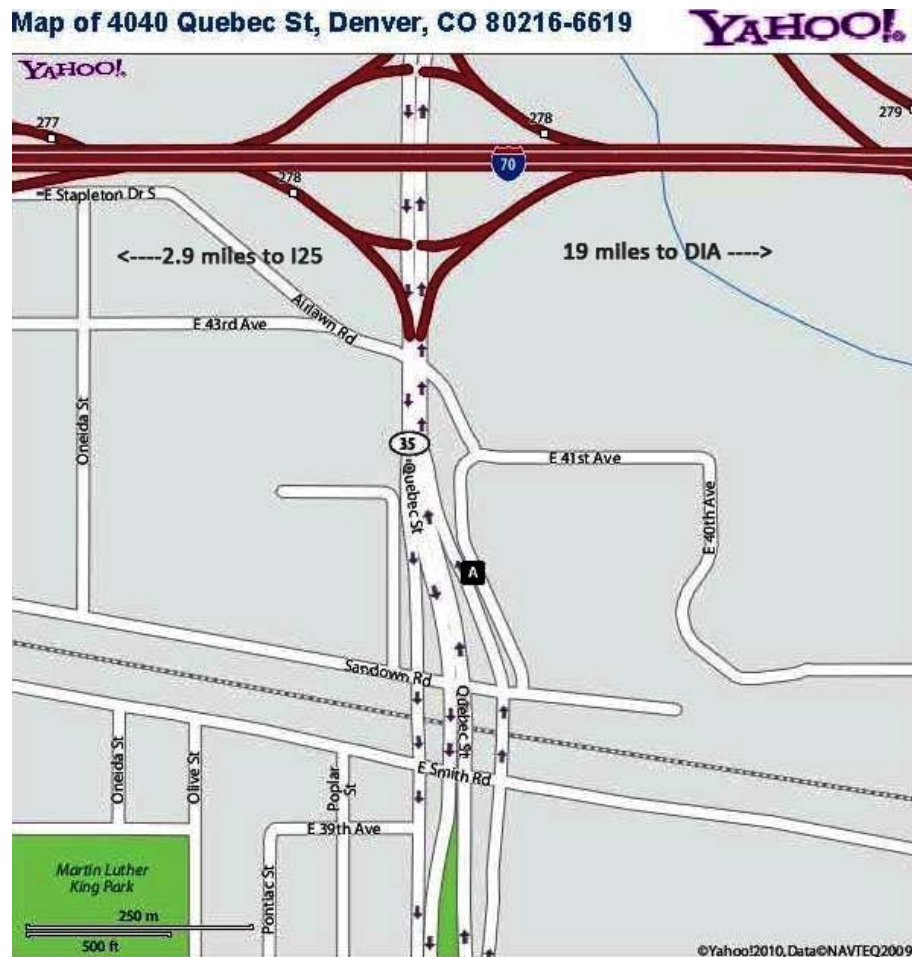 Map of 4040 Quebec St, Denver, CO 80216-6619
YAHOO!®
YAHOO!®
277
278
279
70
278
E Stapleton Dr S
<----2.9 miles to I25
19 miles to DIA ---->
Airlawn Rd
E 43rd Ave
Oneida St
35
Quebec St
E 41st Ave
E 40th Ave
A
Sandown Rd
Quebec St
E Smith Rd
Oneida St
Olive St
Poplar
St
E 39th Ave
Pontiac St
Martin Luther
King Park
250 m
500 ft
©Yahoo!2010, Data©NAVTEQ2009